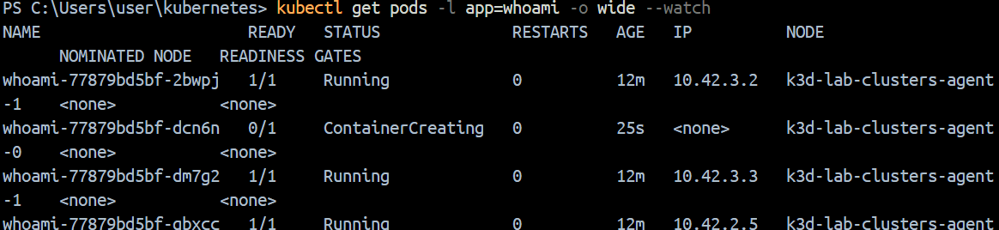 PS C:\Users\user\kubernetes> kubectl get pods -l app=whoami -o wide --watch
NAME                      READY   STATUS              RESTARTS   AGE   IP          NODE
      NOMINATED NODE   READINESS GATES
whoami-77879bd5bf-2bwpj   1/1     Running             0          12m   10.42.3.2   k3d-lab-clusters-agent
-1    <none>           <none>
whoami-77879bd5bf-dcn6n   0/1     ContainerCreating   0          25s   <none>      k3d-lab-clusters-agent
-0    <none>           <none>
whoami-77879bd5bf-dm7g2   1/1     Running             0          12m   10.42.3.3   k3d-lab-clusters-agent
-1    <none>           <none>
whoami-77879bd5bf-gbxcc   1/1     Running             0          12m   10.42.2.5   k3d-lab-clusters-agent